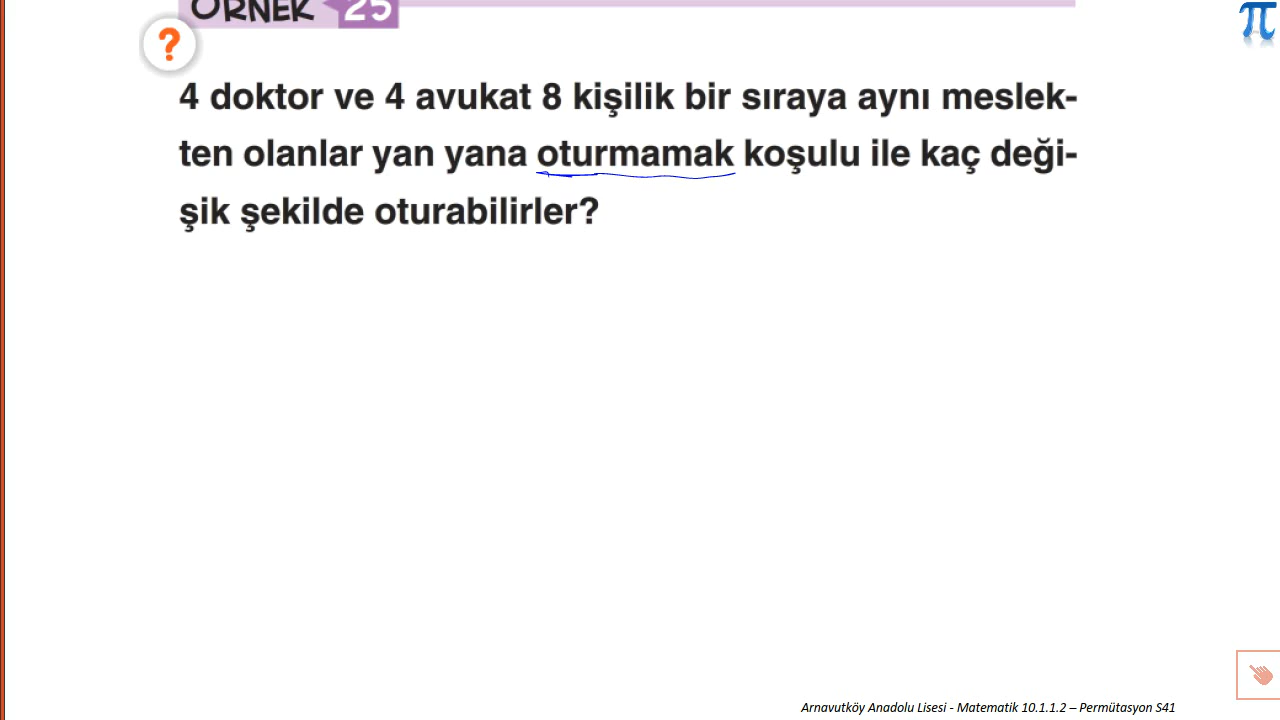 ÖRNEK 25
π
?
4 doktor ve 4 avukat 8 kişilik bir sıraya aynı meslek-
ten olanlar yan yana oturmamak koşulu ile kaç deği-
şik şekilde oturabilirler?
Arnavutköy Anadolu Lisesi - Matematik 10.1.1.2 – Permütasyon S41